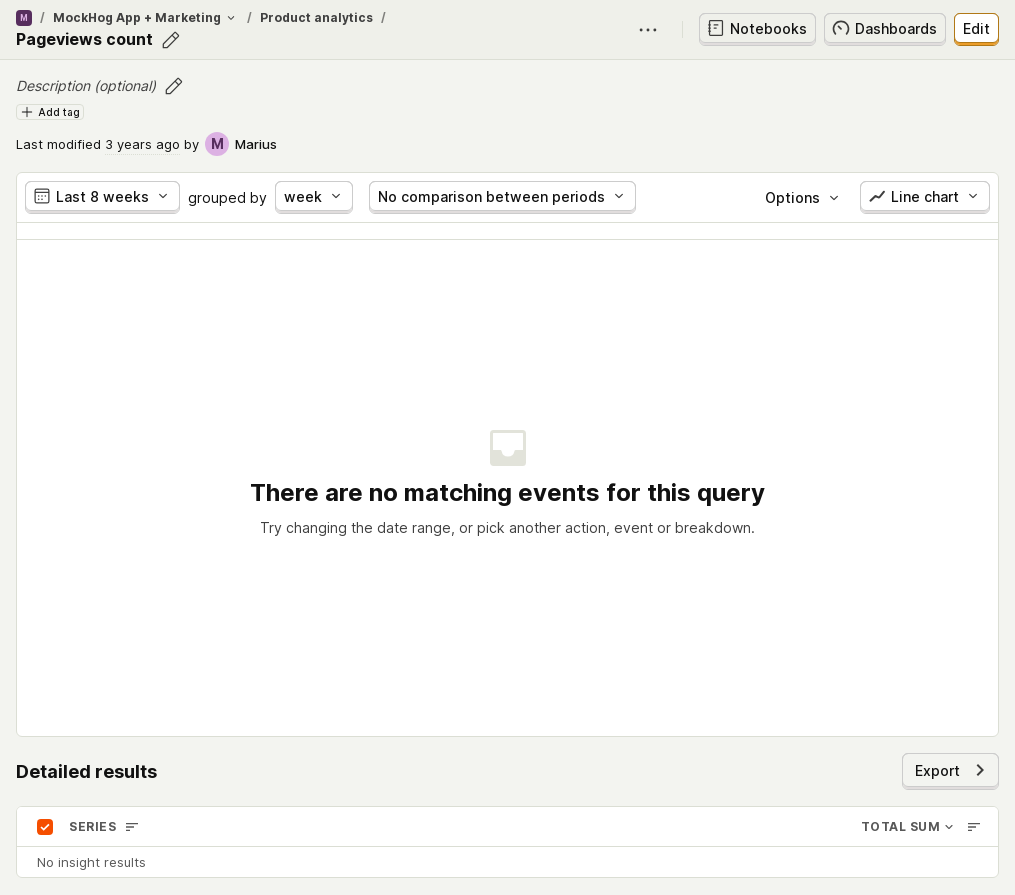 M / MockHog App + Marketing / Product analytics /
Pageviews count
Notebooks
Dashboards
Edit
Description (optional)
Add tag
Last modified 3 years ago by M Marius
Last 8 weeks grouped by week No comparison between periods Options Line chart
There are no matching events for this query
Try changing the date range, or pick another action, event or breakdown.
Detailed results
Export
SERIES TOTAL SUM
No insight results